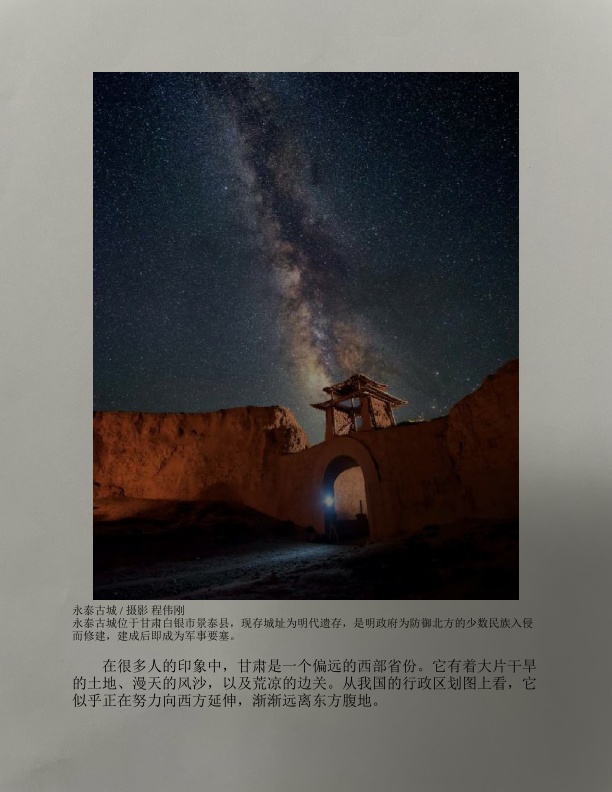 永泰古城 / 摄影 程伟刚
永泰古城位于甘肃白银市景泰县，现存城址为明代遗存，是明政府为防御北方的少数民族入侵
而修建，建成后即成为军事要塞。
在很多人的印象中，甘肃是一个偏远的西部省份。它有着大片干旱
的土地、漫天的风沙，以及荒凉的边关。从我国的行政区划图上看，它
似乎正在努力向西方延伸，渐渐远离东方腹地。